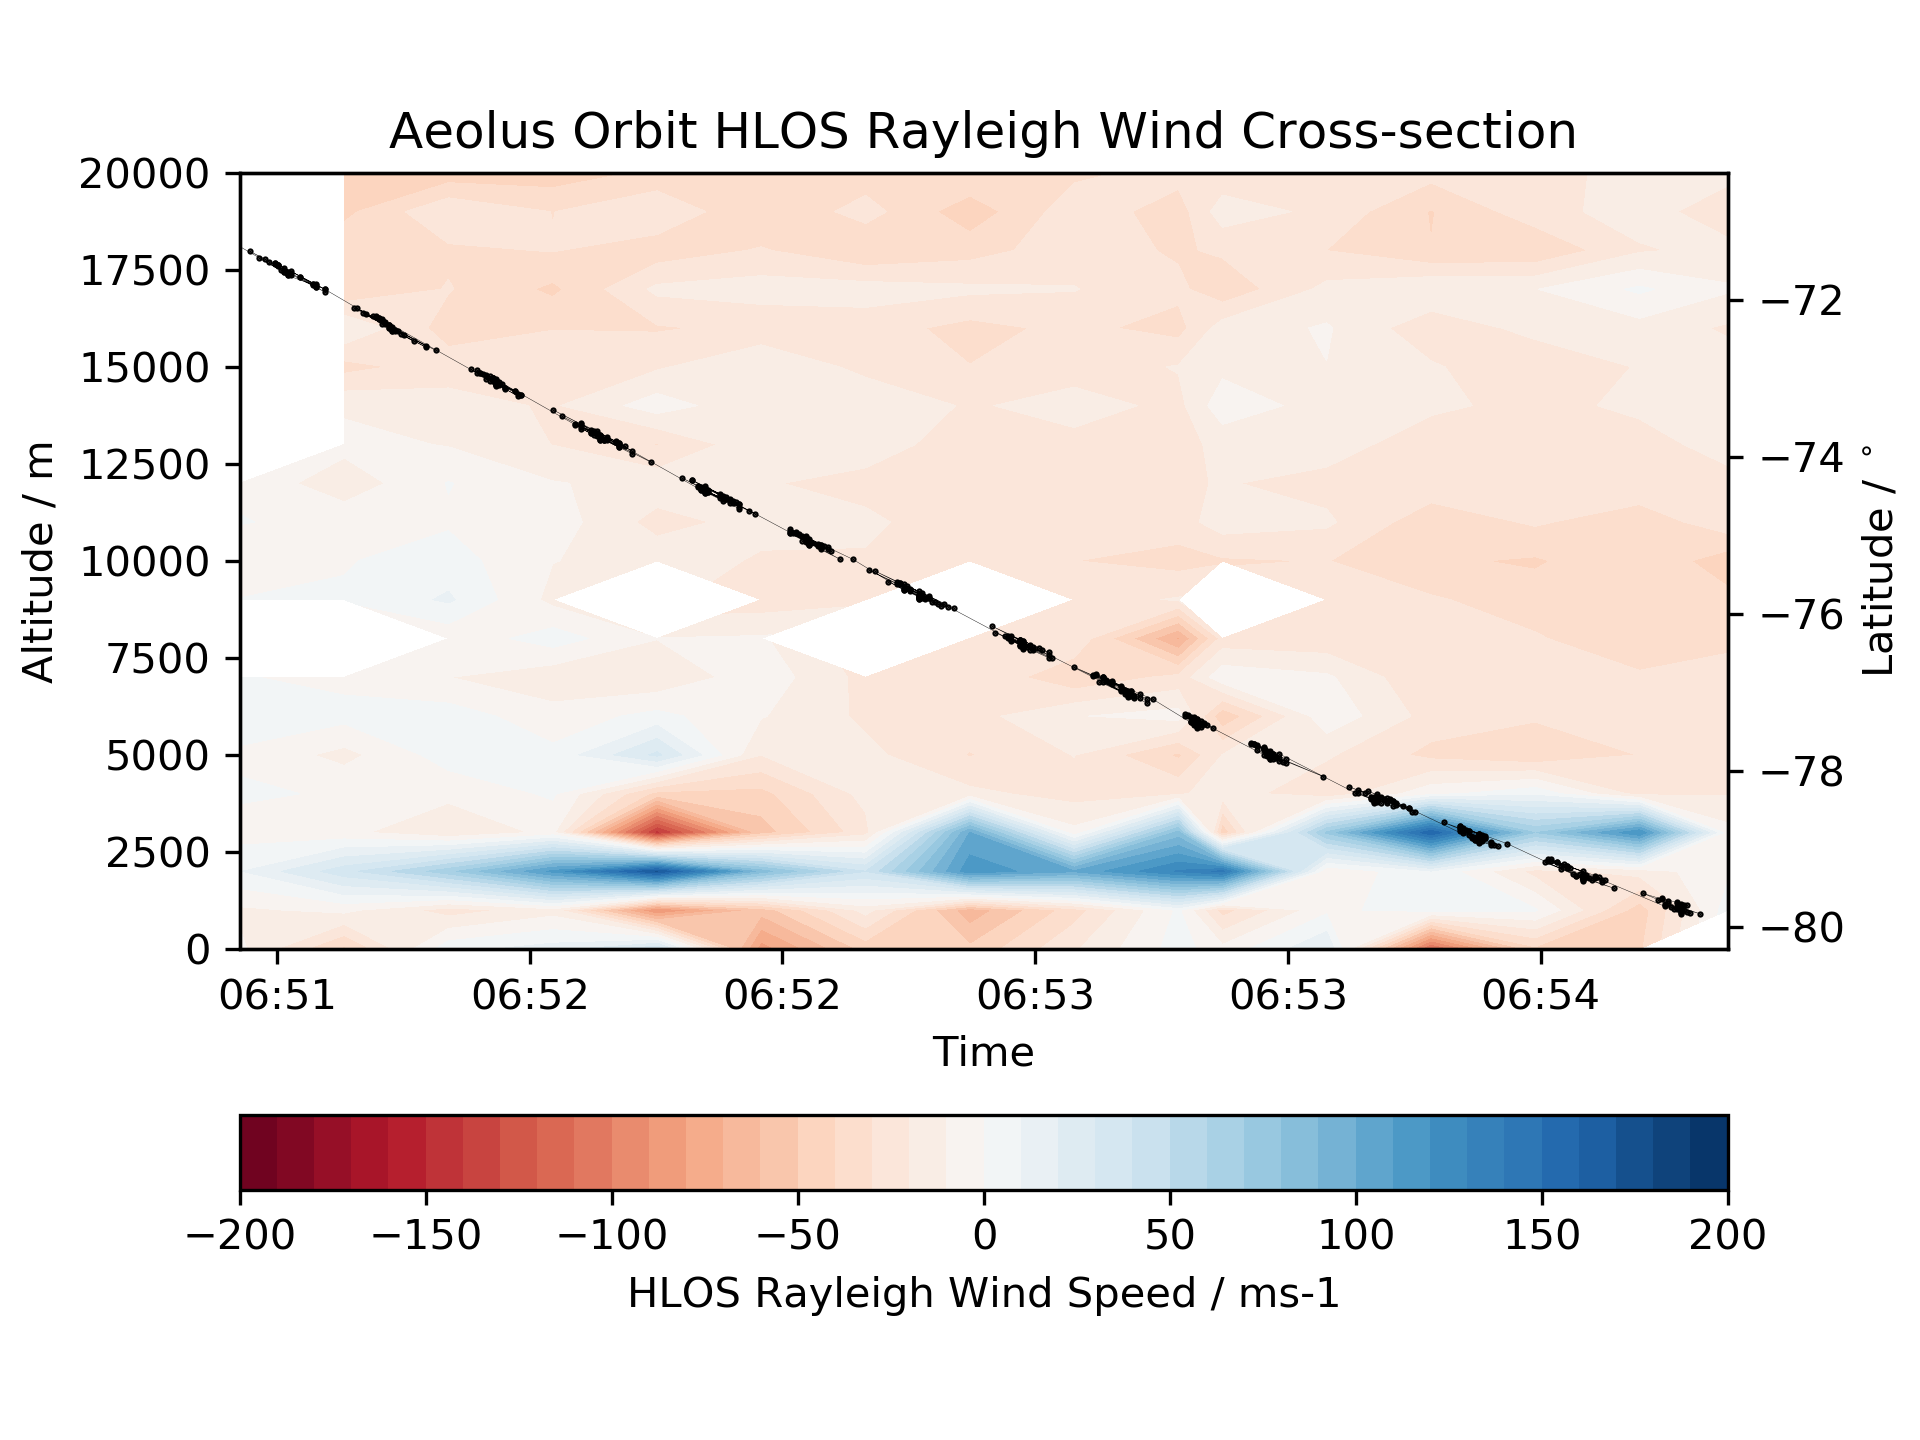 Aeolus Orbit HLOS Rayleigh Wind Cross-section
20000
17500
15000
12500
10000
7500
5000
2500
0
Altitude / m
−72
−74
−76
−78
−80
Latitude / °
06:51 06:52 06:52 06:53 06:53 06:54
Time
−200 −150 −100 −50 0 50 100 150 200
HLOS Rayleigh Wind Speed / ms-1